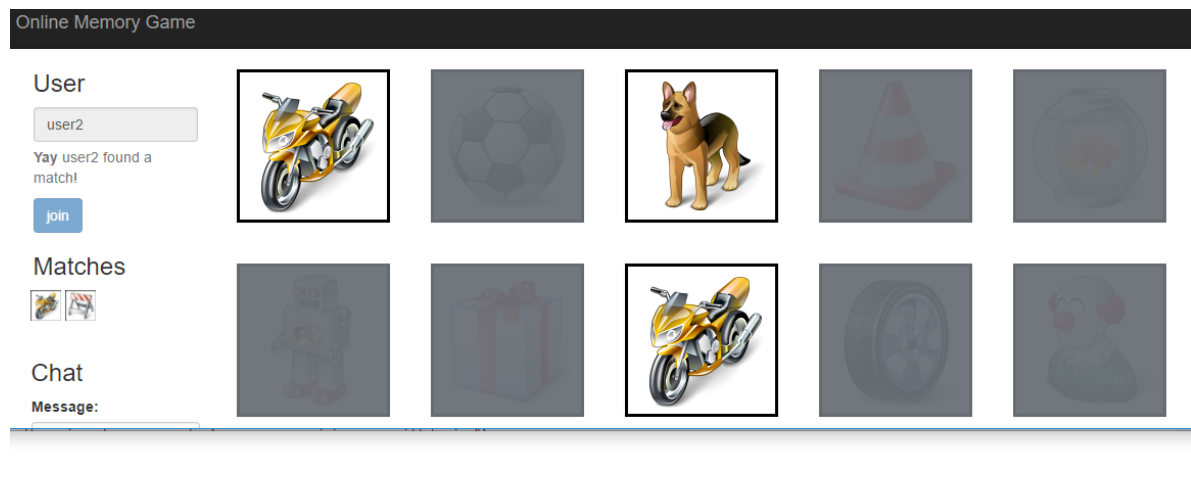 Online Memory Game
User
user2
Yay user2 found a
match!
join
Matches
Chat
Message: